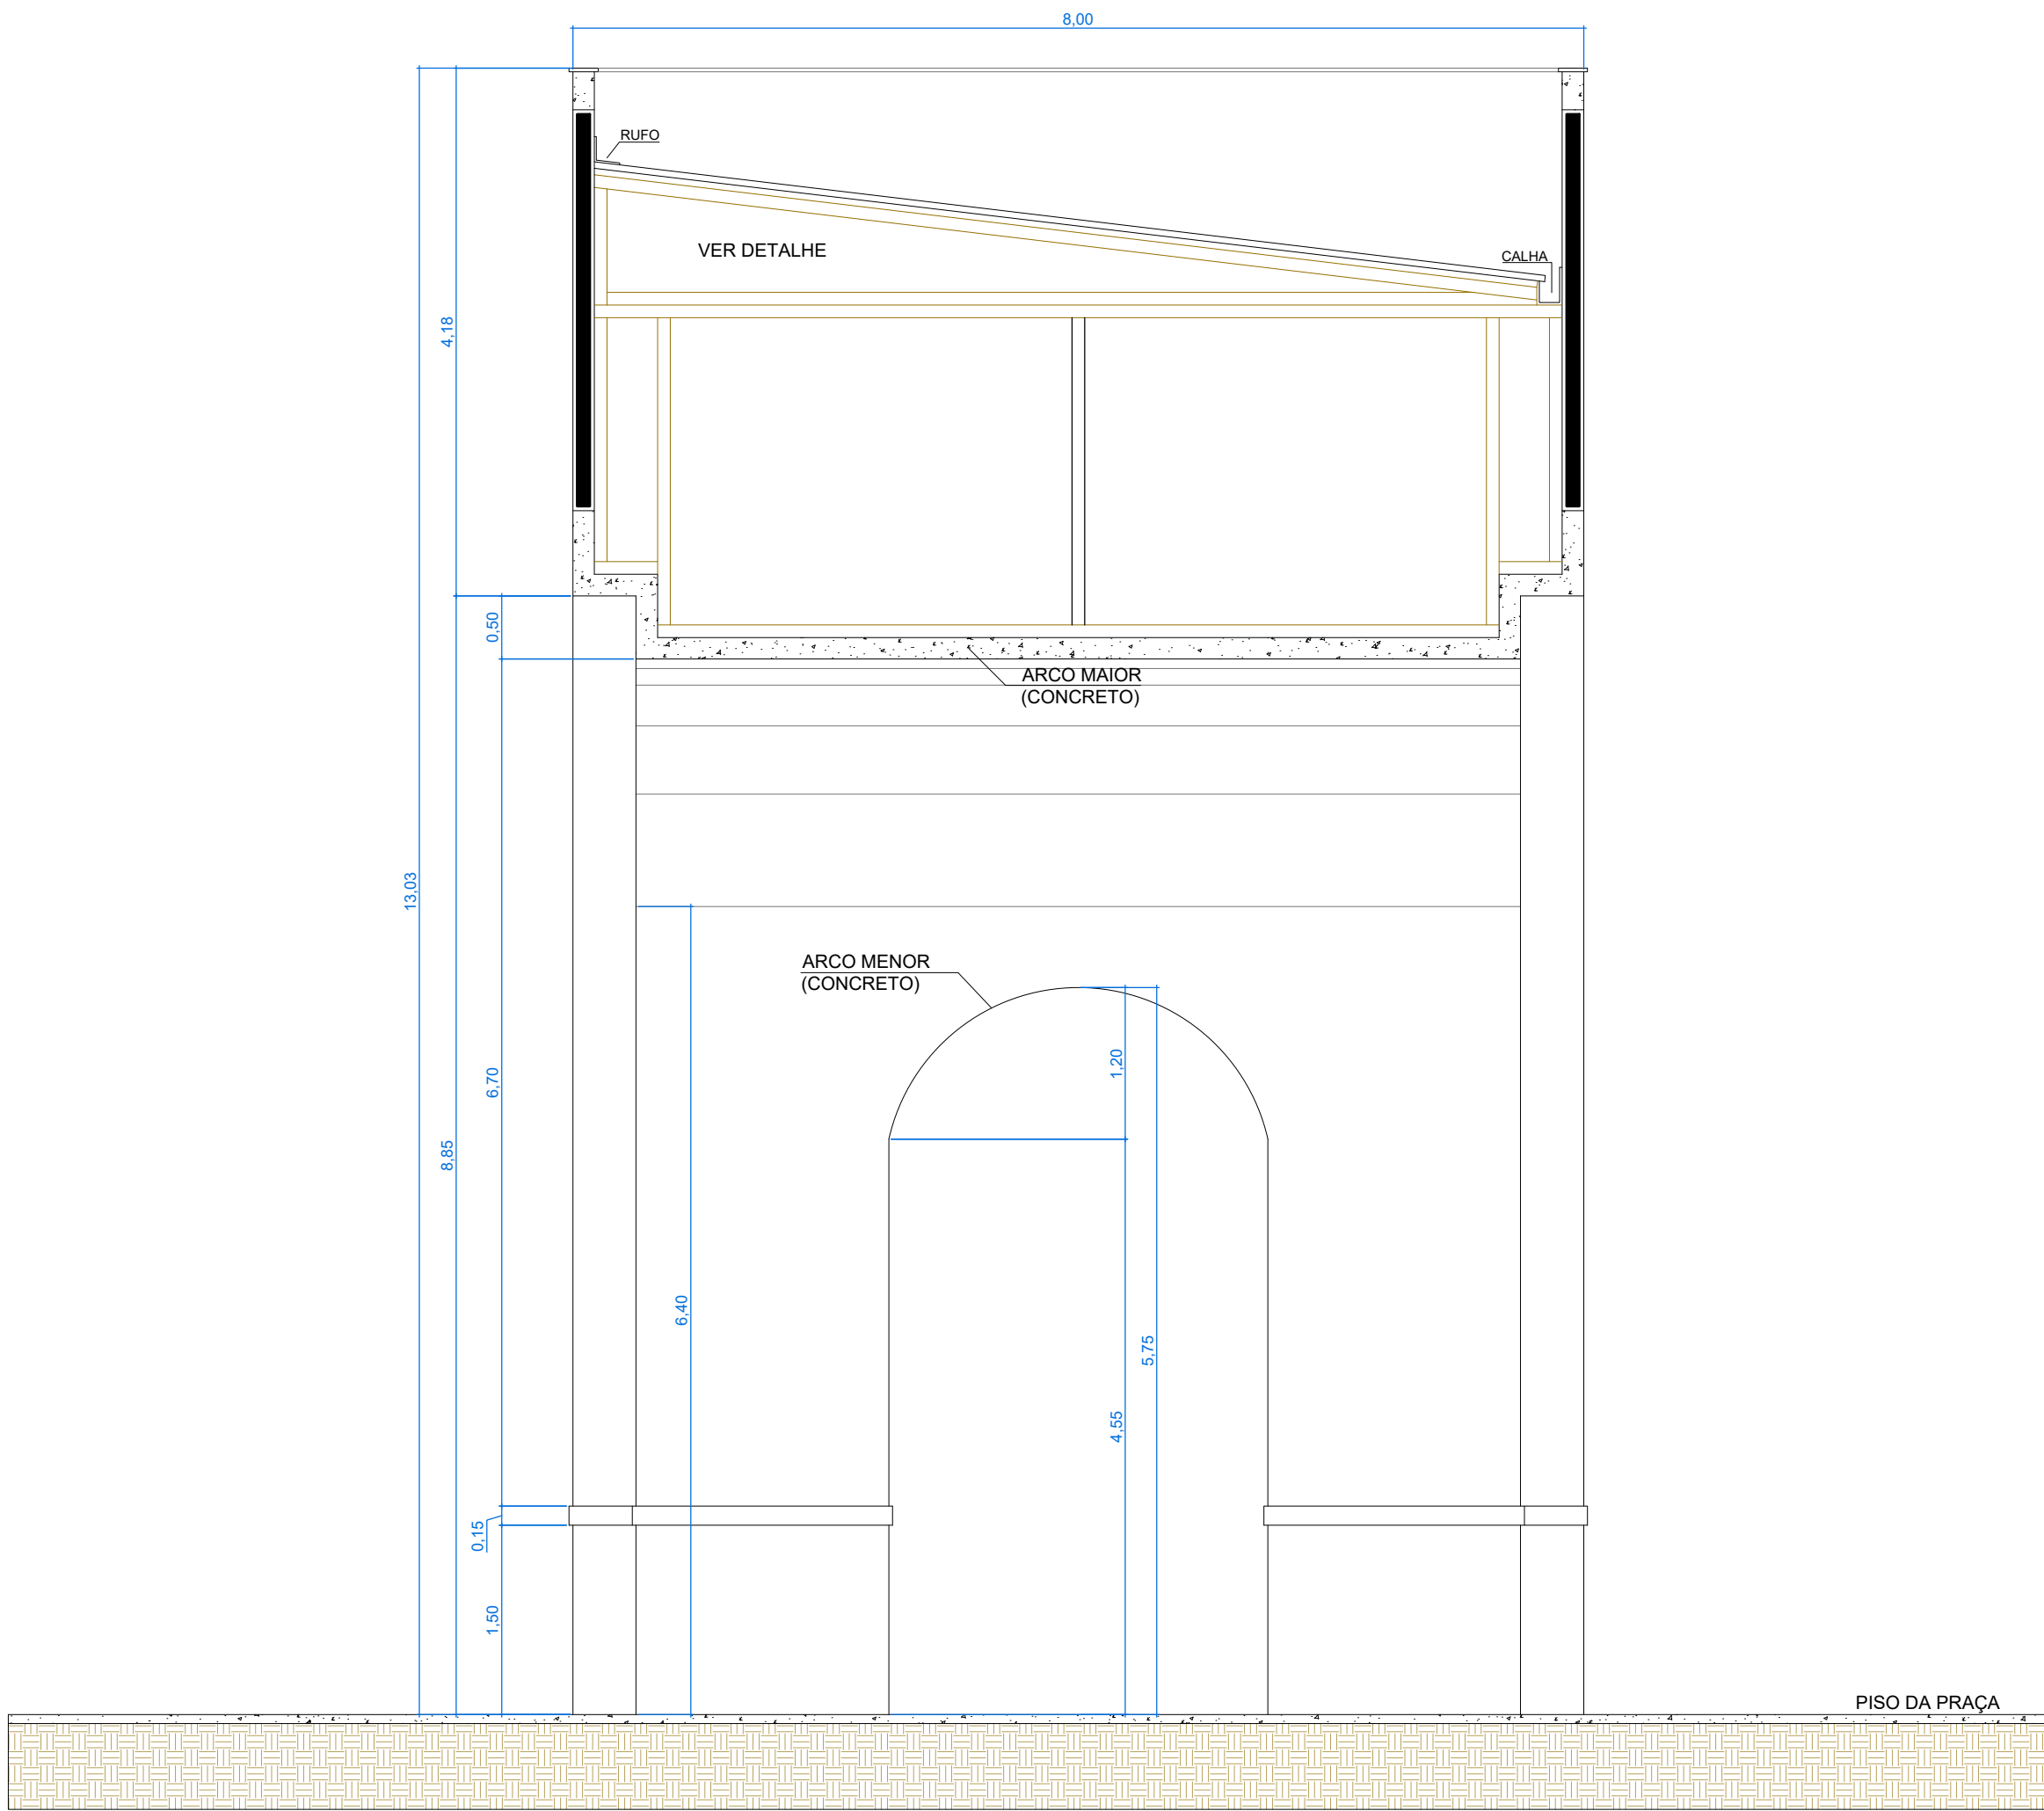 8,00
RUFO
VER DETALHE
CALHA
4,18
0,50
ARCO MAIOR
(CONCRETO)
13,03
ARCO MENOR
(CONCRETO)
1,20
6,70
8,85
6,40
5,75
4,55
0,15
1,50
PISO DA PRAÇA